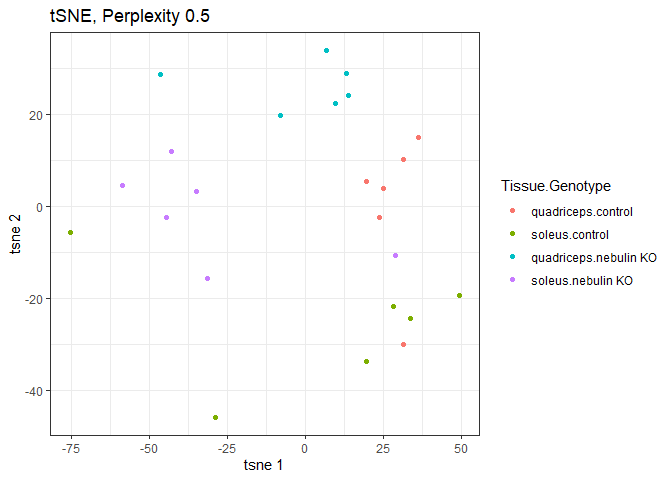 tSNE, Perplexity 0.5
20
0
-20
-40
tsne 2
-75
-50
-25
0
25
50
tsne 1
Tissue.Genotype
quadriceps.control
soleus.control
quadriceps.nebulin KO
soleus.nebulin KO